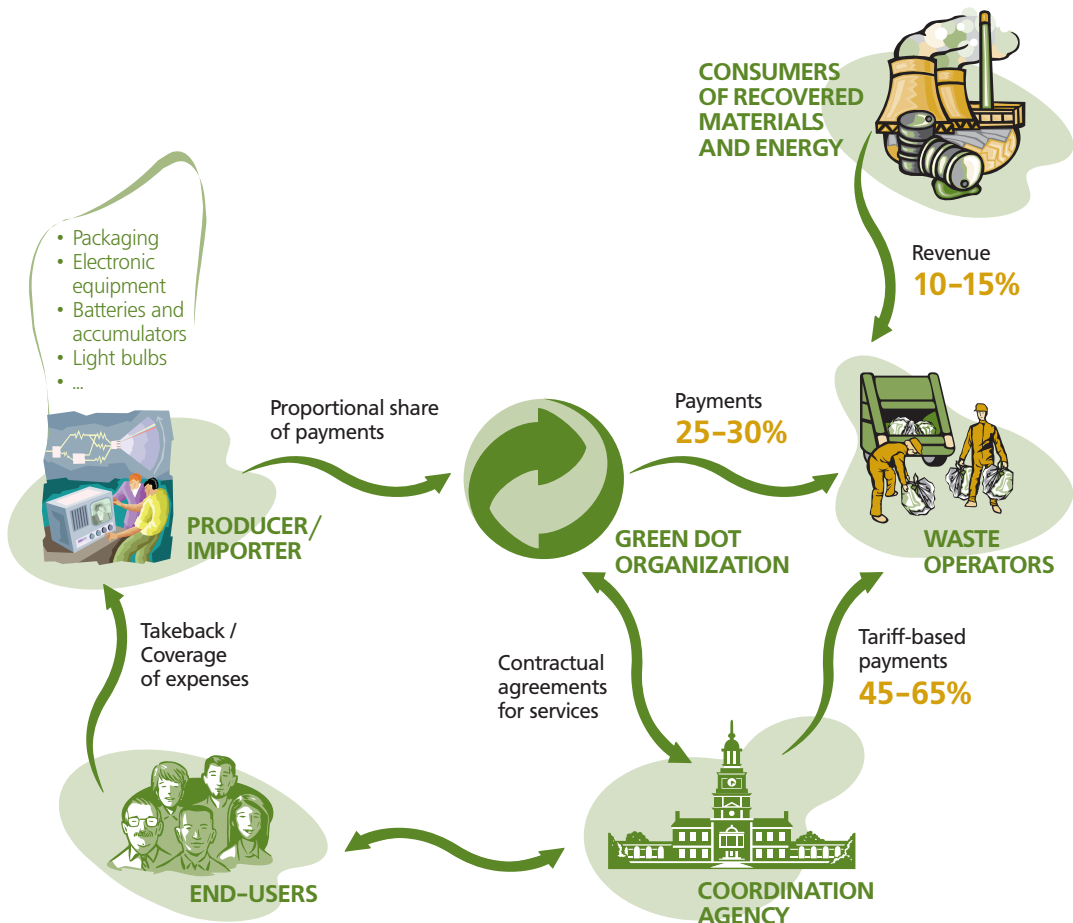 CONSUMERS
OF RECOVERED
MATERIALS
AND ENERGY
Revenue
10–15%
• Packaging
• Electronic
equipment
• Batteries and
accumulators
• Light bulbs
• ...
Proportional share
of payments
Payments
25–30%
PRODUCER/
IMPORTER
GREEN DOT
ORGANIZATION
WASTE
OPERATORS
Takeback /
Coverage
of expenses
Contractual
agreements
for services
Tariff-based
payments
45–65%
END-USERS
COORDINATION
AGENCY